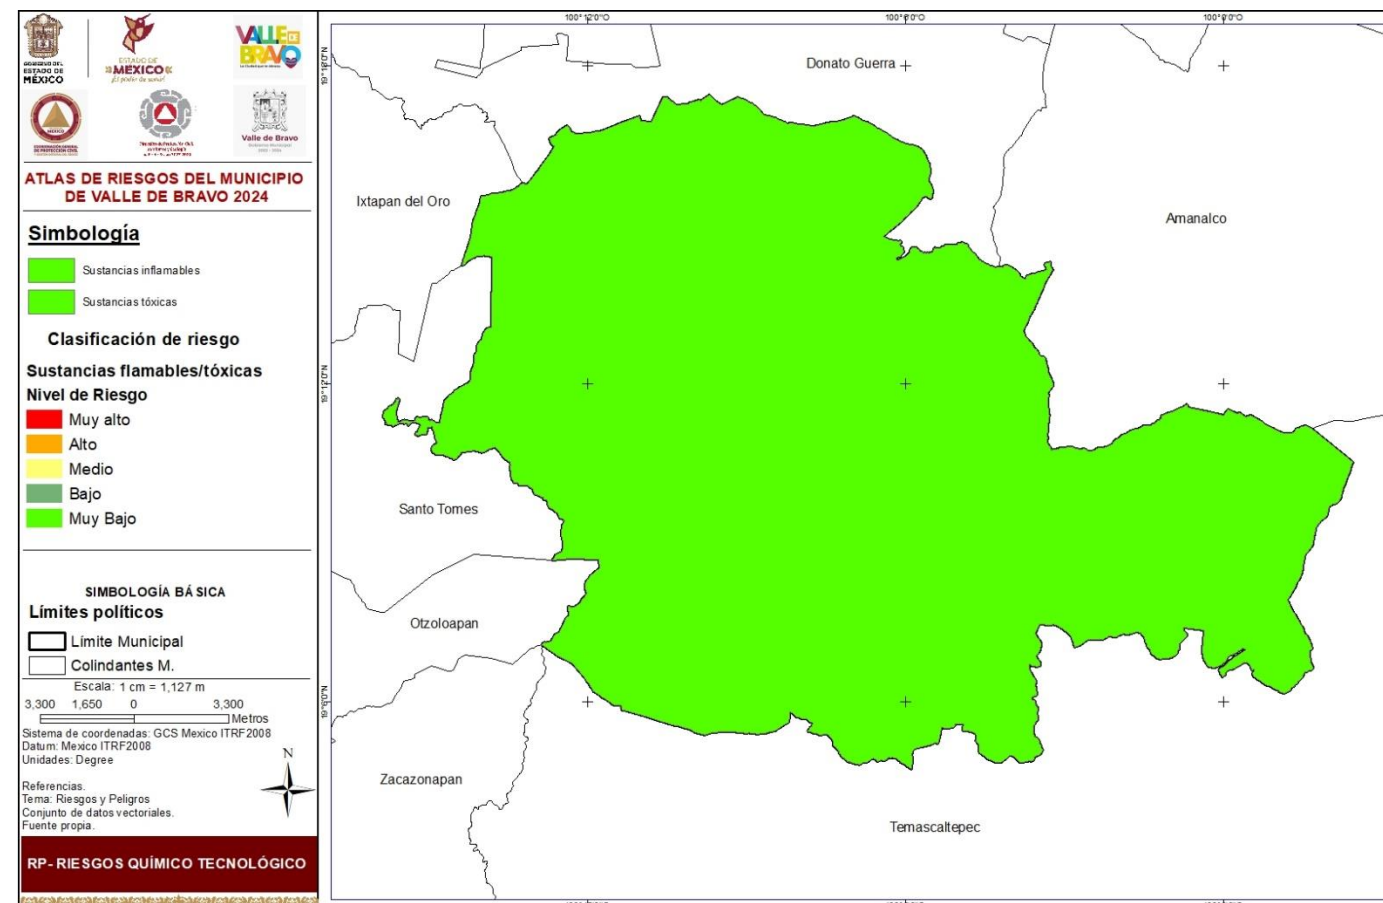 GOBIERNO DEL
ESTADO DE
MÉXICO
ESTADO DE
MÉXICO
¡El poder de servir!
VALLE DE
BRAVO
Valle de Bravo
ATLAS DE RIESGOS DEL MUNICIPIO
DE VALLE DE BRAVO 2024
Simbología
Sustancias inflamables
Sustancias tóxicas
Clasificación de riesgo
Sustancias flamables/tóxicas
Nivel de Riesgo
Muy alto
Alto
Medio
Bajo
Muy Bajo
SIMBOLOGÍA BÁSICA
Límites políticos
Límite Municipal
Colindantes M.
Escala: 1 cm = 1,127 m
3,300 1,650 0 3,300
Metros
Sistema de coordenadas: GCS Mexico ITRF2008
Datum: Mexico ITRF2008
Unidades: Degree
N
Referencias.
Tema: Riesgos y Peligros
Conjunto de datos vectoriales.
Fuente propia.
RP- RIESGOS QUÍMICO TECNOLÓGICO
Donato Guerra
Ixtapan del Oro
Amanalco
Santo Tomes
Otzoloapan
Zacazonapan
Temascaltepec